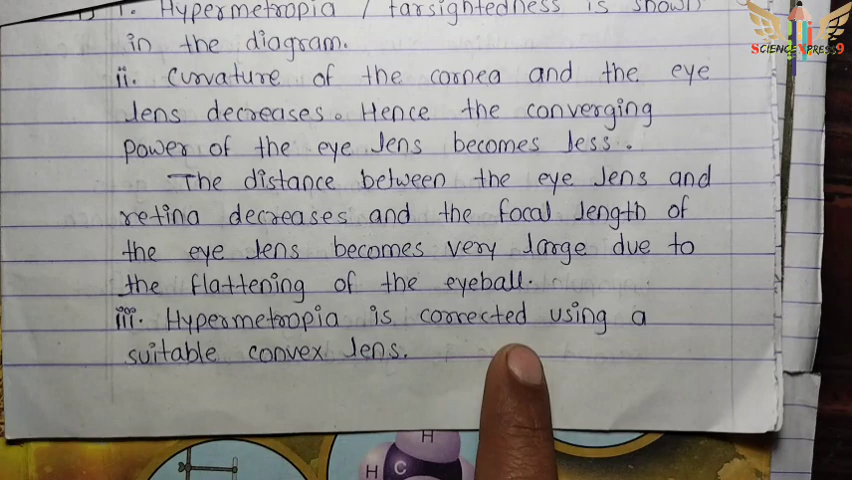 i. Hypermetropia / farsightedness is shown
in the diagram.
ii. Curvature of the cornea and the eye
lens decreases. Hence the converging
power of the eye lens becomes less.
The distance between the eye lens and
retina decreases and the focal length of
the eye lens becomes very large due to
the flattening of the eyeball.
iii. Hypermetropia is corrected using a
suitable convex lens.
SCIENCEXPRESS9
H
H C